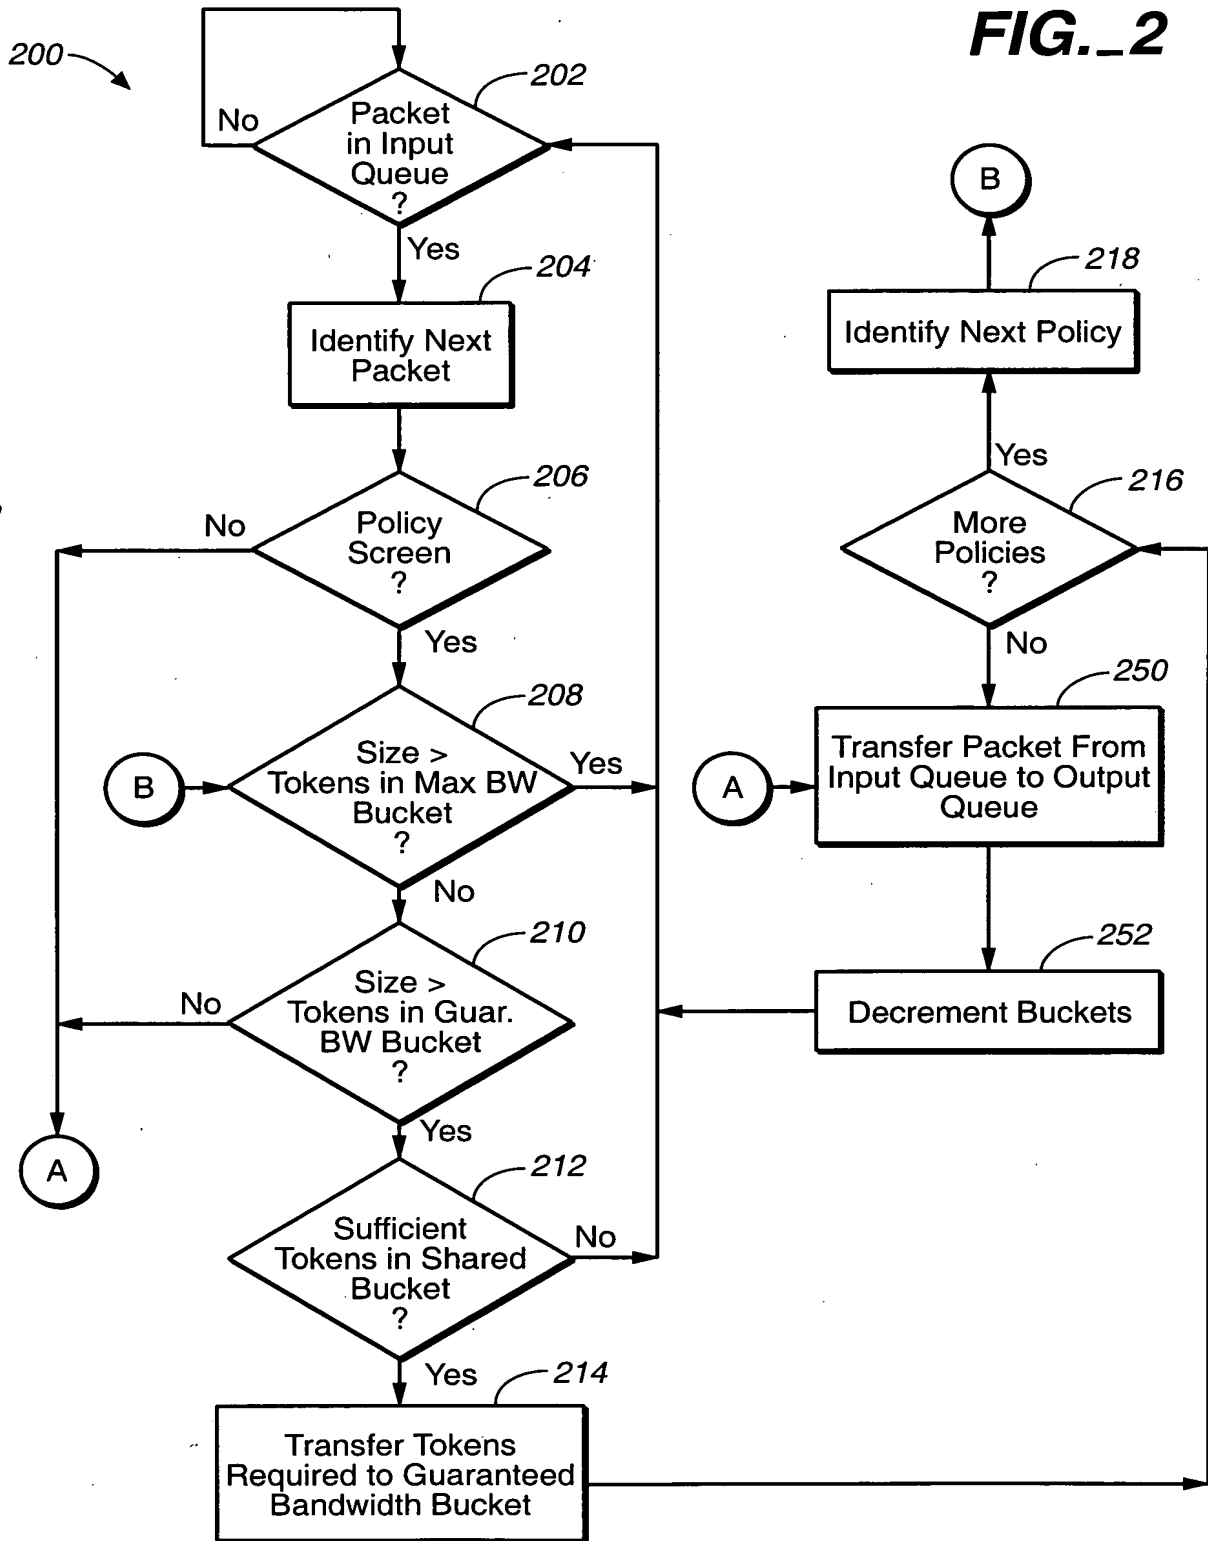 FIG._2
200
202
Packet
in Input
Queue
?
No
Yes
204
Identify Next
Packet
206
Policy
Screen
?
No
Yes
208
Size >
Tokens in Max BW
Bucket
?
B
Yes
No
210
Size >
Tokens in Guar.
BW Bucket
?
No
Yes
A
212
Sufficient
Tokens in Shared
Bucket
?
No
Yes
214
Transfer Tokens
Required to Guaranteed
Bandwidth Bucket
B
218
Identify Next Policy
Yes
216
More
Policies
?
No
250
Transfer Packet From
Input Queue to Output
Queue
A
252
Decrement Buckets